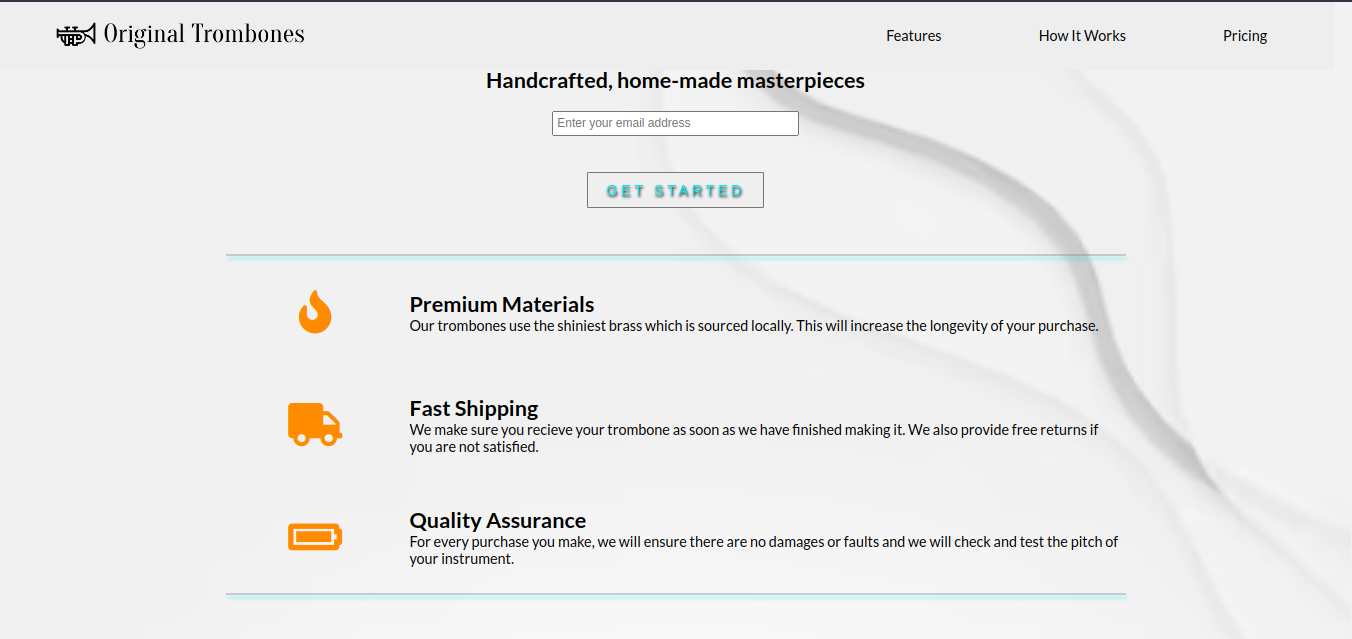 Original Trombones
Features
How It Works
Pricing
Handcrafted, home-made masterpieces
Enter your email address
GET STARTED
Premium Materials
Our trombones use the shiniest brass which is sourced locally. This will increase the longevity of your purchase.
Fast Shipping
We make sure you recieve your trombone as soon as we have finished making it. We also provide free returns if
you are not satisfied.
Quality Assurance
For every purchase you make, we will ensure there are no damages or faults and we will check and test the pitch of
your instrument.